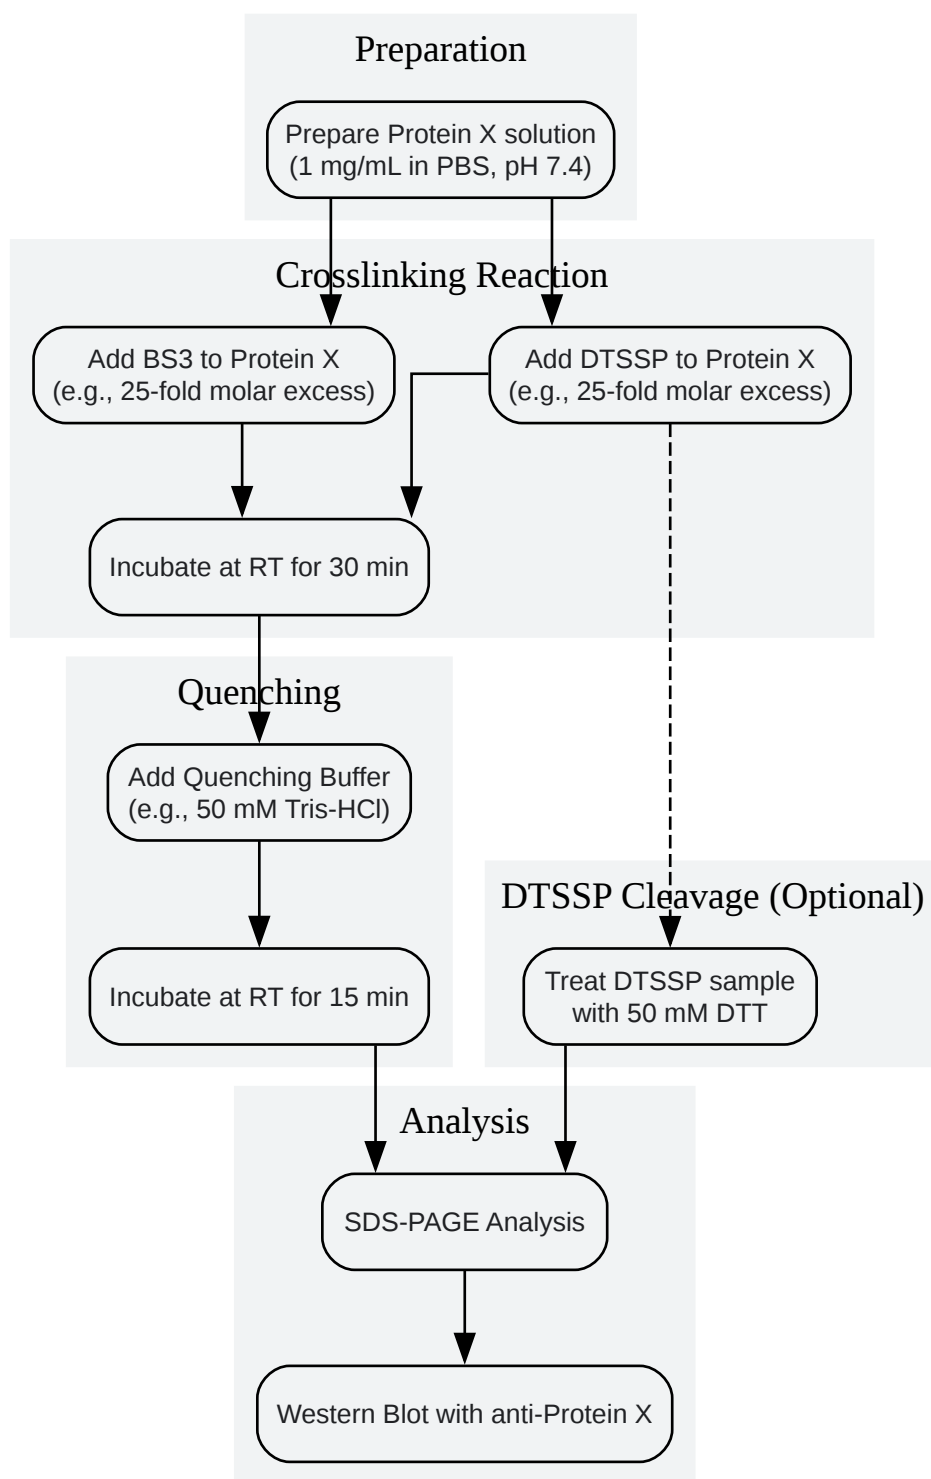 Preparation
Prepare Protein X solution
(1 mg/mL in PBS, pH 7.4)
Crosslinking Reaction
Add BS3 to Protein X
(e.g., 25-fold molar excess)
Add DTSSP to Protein X
(e.g., 25-fold molar excess)
Incubate at RT for 30 min
Quenching
Add Quenching Buffer
(e.g., 50 mM Tris-HCl)
Incubate at RT for 15 min
DTSSP Cleavage (Optional)
Treat DTSSP sample
with 50 mM DTT
Analysis
SDS-PAGE Analysis
Western Blot with anti-Protein X